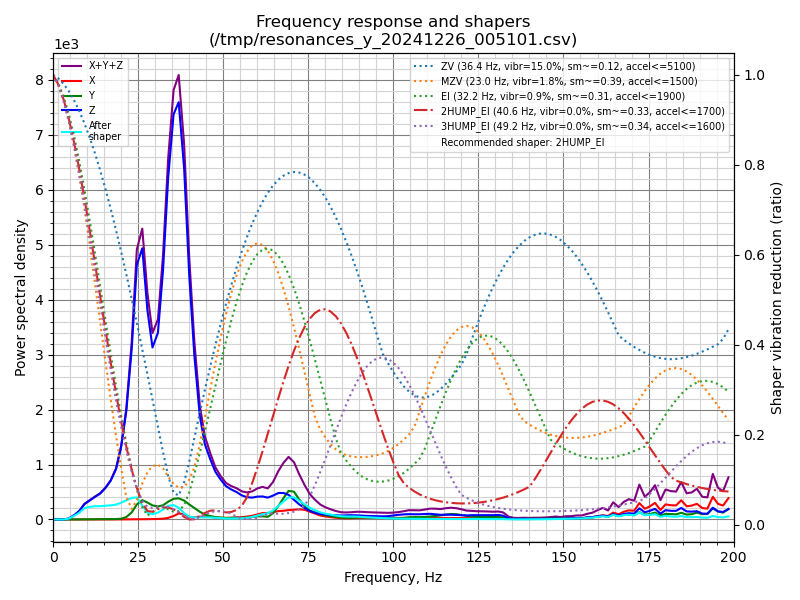 Frequency response and shapers
(/tmp/resonances_y_20241226_005101.csv)
1e3
X+Y+Z
X
Y
Z
After
shaper
ZV (36.4 Hz, vibr=15.0%, sm~=0.12, accel<=5100)
MZV (23.0 Hz, vibr=1.8%, sm~=0.39, accel<=1500)
EI (32.2 Hz, vibr=0.9%, sm~=0.31, accel<=1900)
2HUMP_EI (40.6 Hz, vibr=0.0%, sm~=0.33, accel<=1700)
3HUMP_EI (49.2 Hz, vibr=0.0%, sm~=0.34, accel<=1600)
Recommended shaper: 2HUMP_EI
8
7
6
5
4
3
2
1
0
Power spectral density
1.0
0.8
0.6
0.4
0.2
0.0
Shaper vibration reduction (ratio)
0 25 50 75 100 125 150 175 200
Frequency, Hz